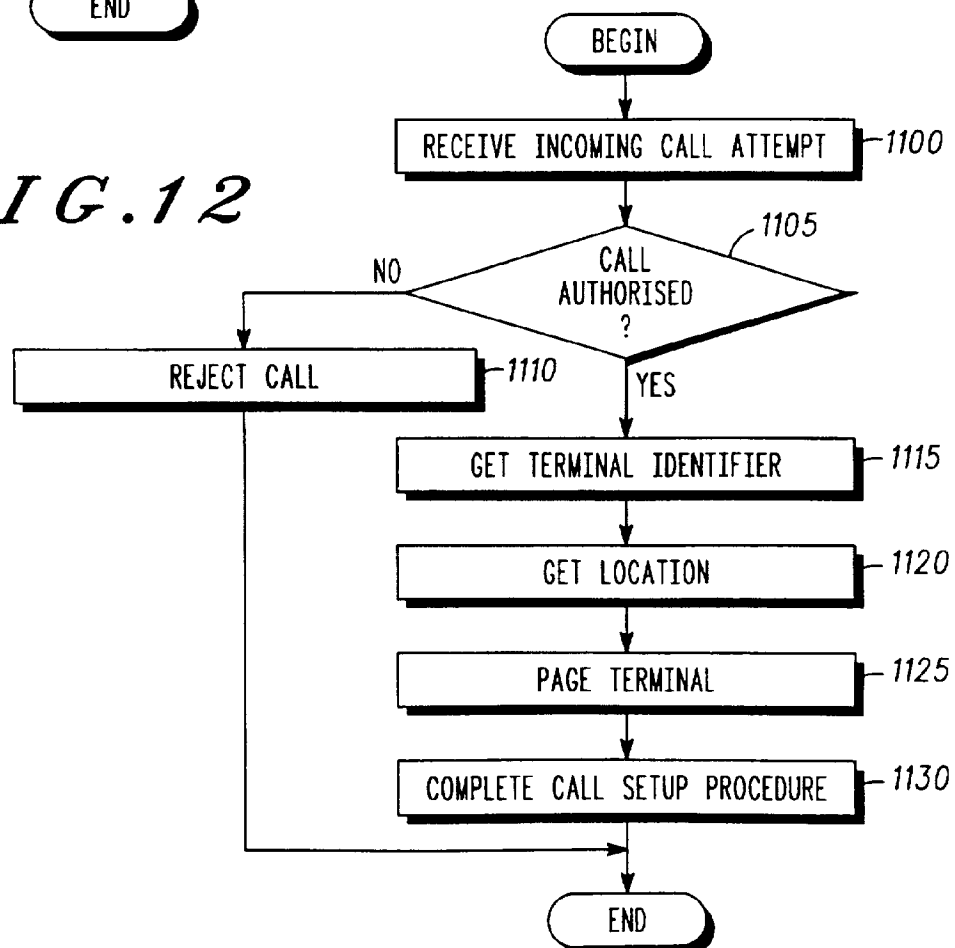 END
BEGIN
RECEIVE INCOMING CALL ATTEMPT
1100
IG.12
1105
CALL
AUTHORISED
?
NO
YES
REJECT CALL
1110
GET TERMINAL IDENTIFIER
1115
GET LOCATION
1120
PAGE TERMINAL
1125
COMPLETE CALL SETUP PROCEDURE
1130
END